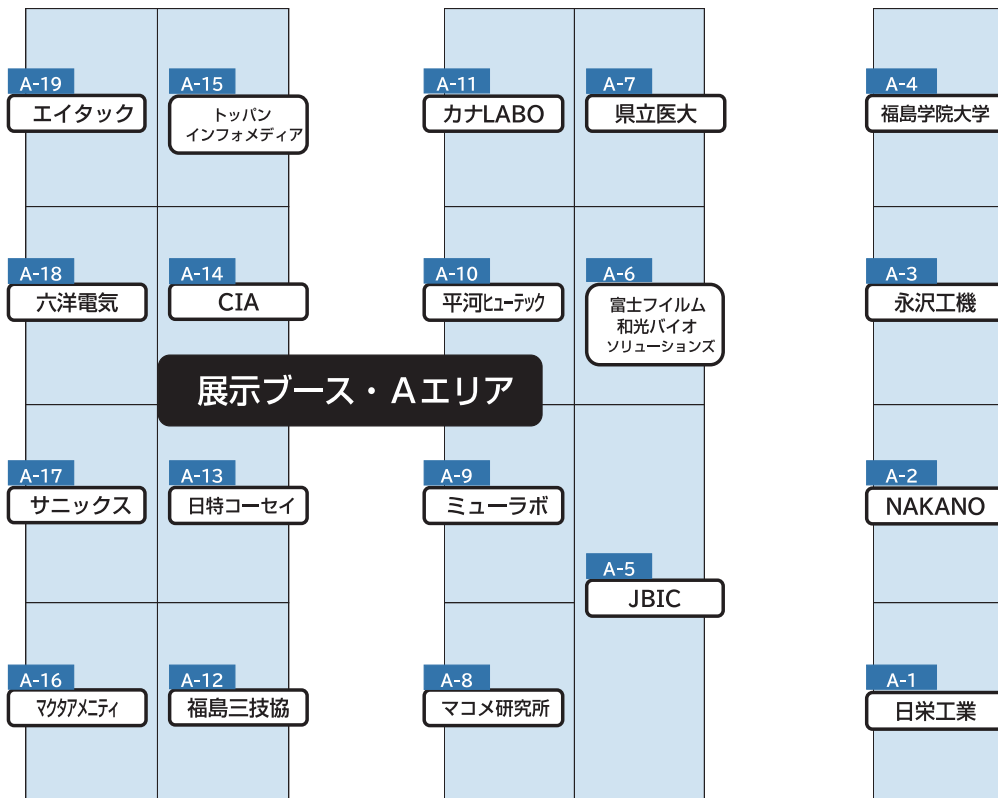 A-19
エイタック
A-15
トッパン
インフォメディア
A-11
カナLABO
A-7
県立医大
A-4
福島学院大学
A-18
六洋電気
A-14
CIA
A-10
平河ヒューテック
A-6
富士フイルム
和光バイオ
ソリューションズ
A-3
永沢工機
展示ブース・Aエリア
A-17
サニックス
A-13
日特コーセイ
A-9
ミューラボ
A-2
NAKANO
A-5
JBIC
A-16
マクタアメニティ
A-12
福島三技協
A-8
マコメ研究所
A-1
日栄工業